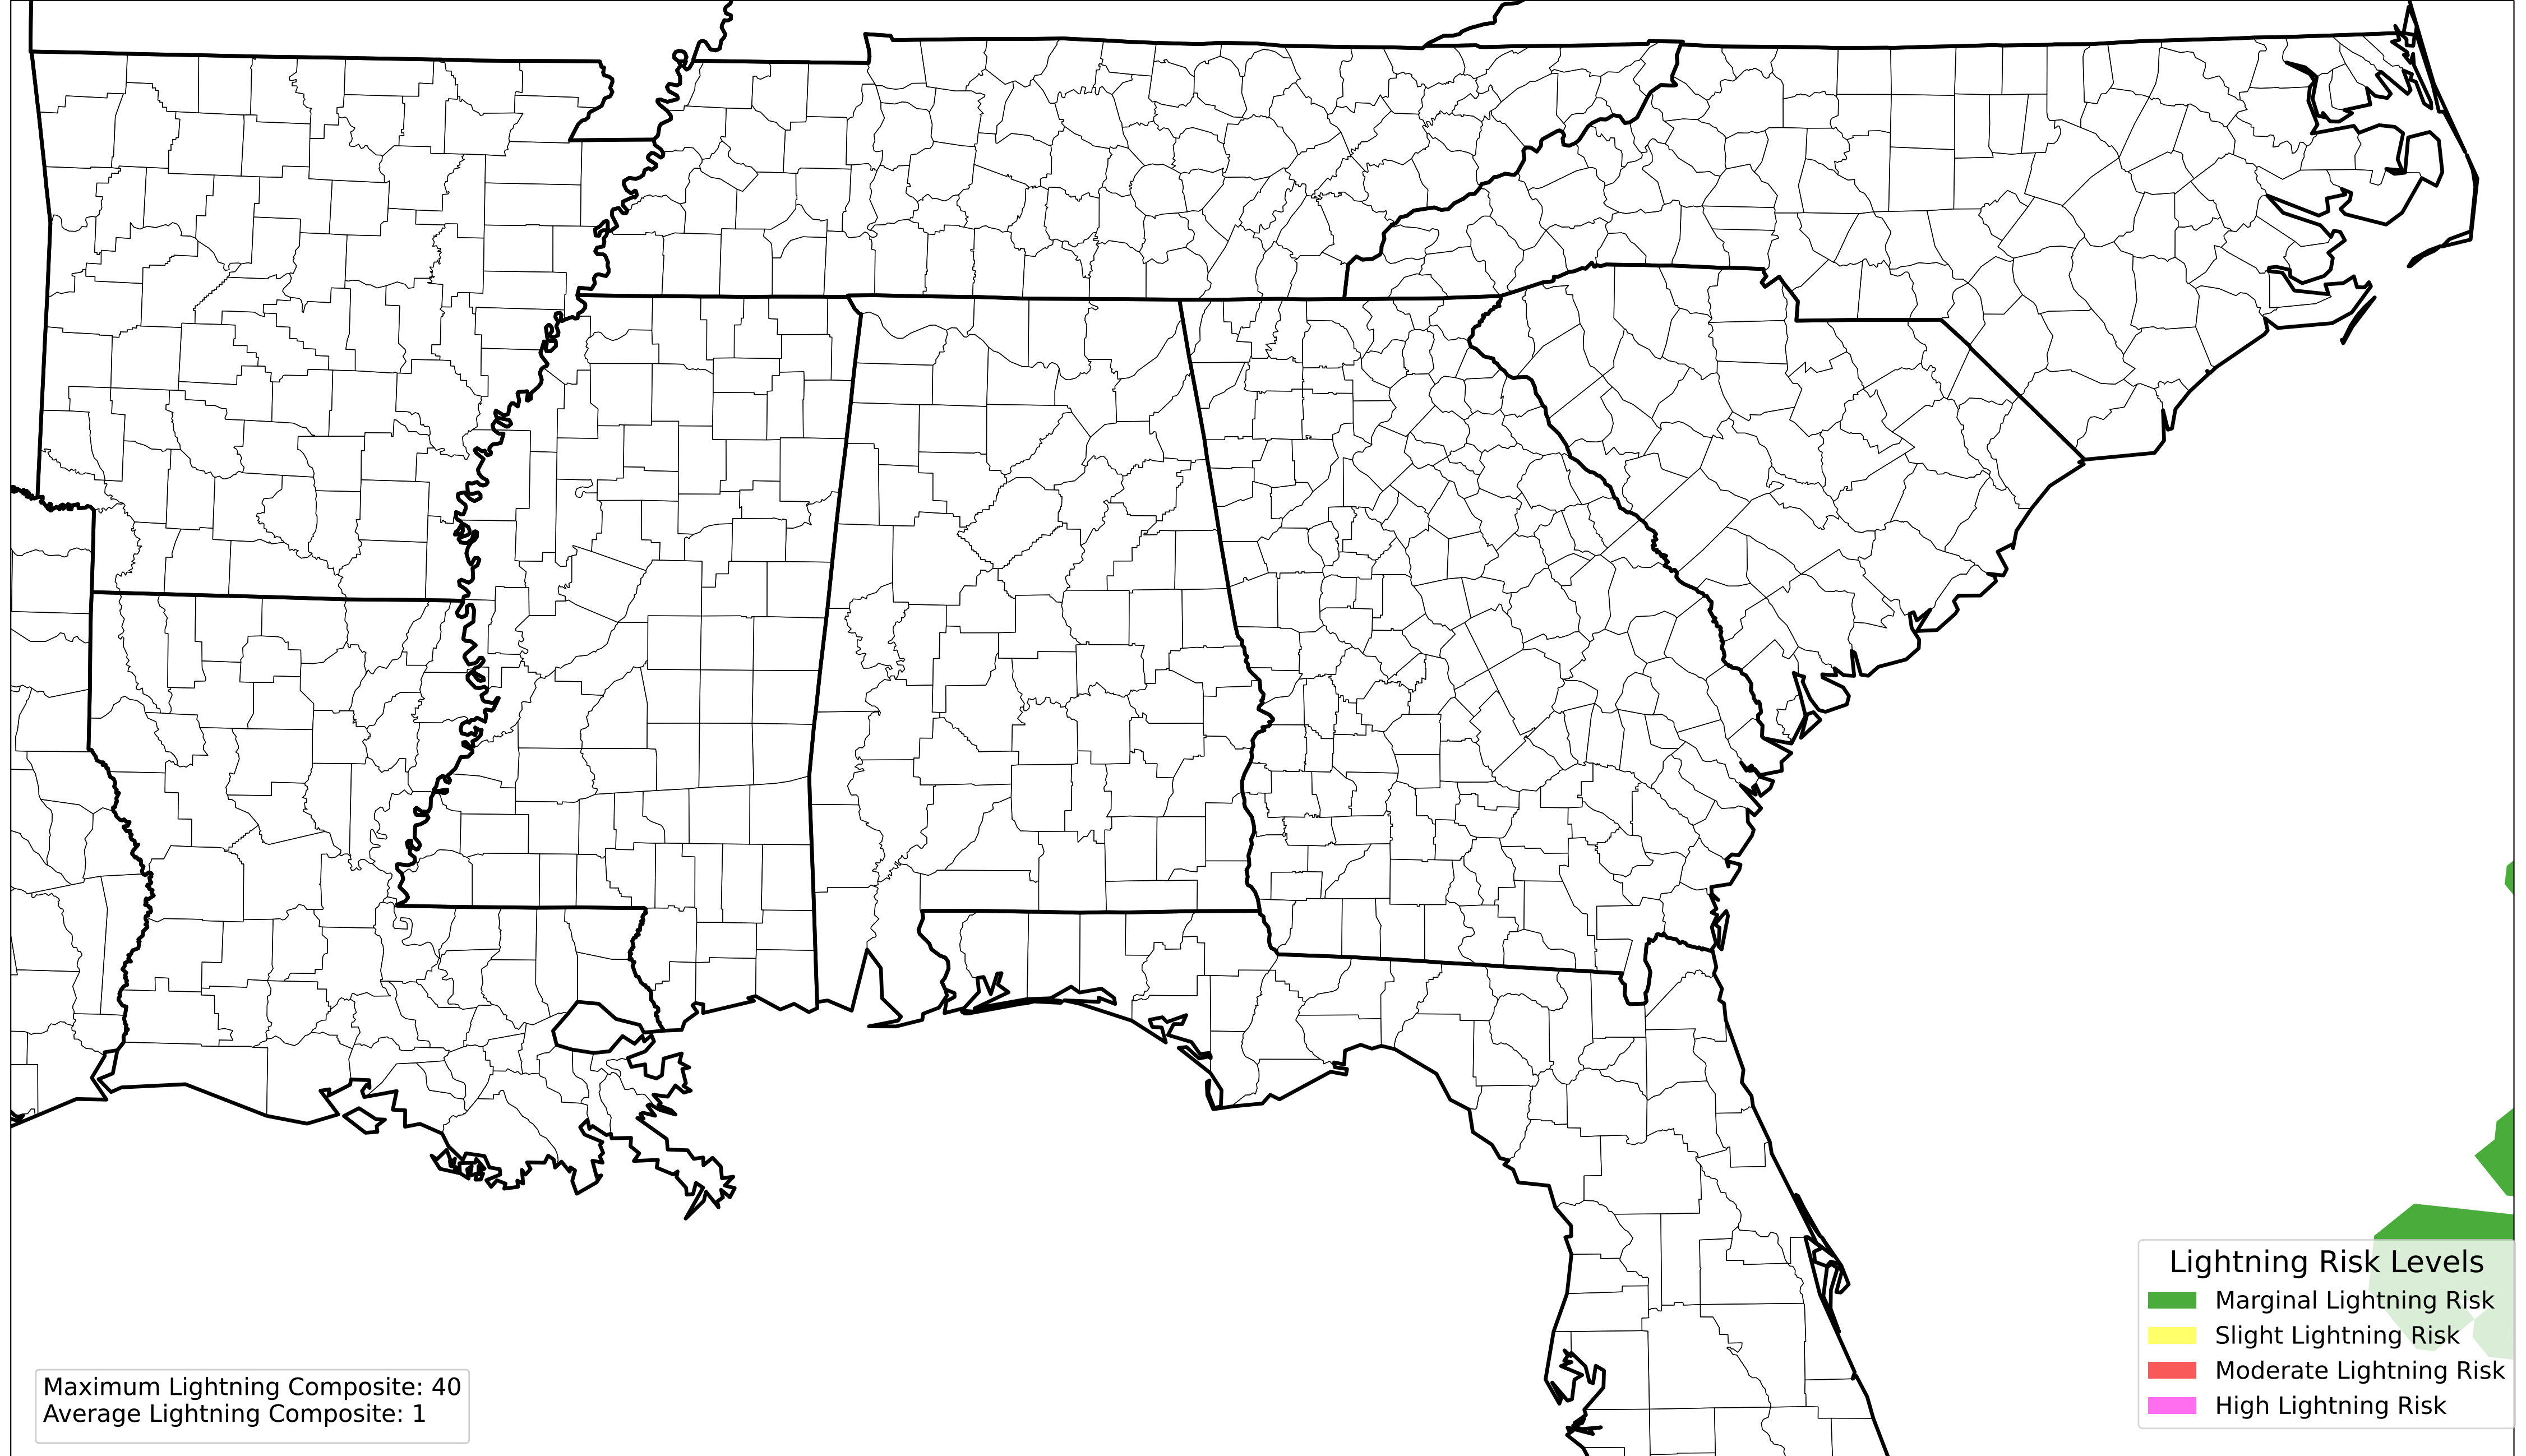 Lightning Risk Levels
Marginal Lightning Risk
Slight Lightning Risk
Moderate Lightning Risk
High Lightning Risk
Maximum Lightning Composite: 40
Average Lightning Composite: 1